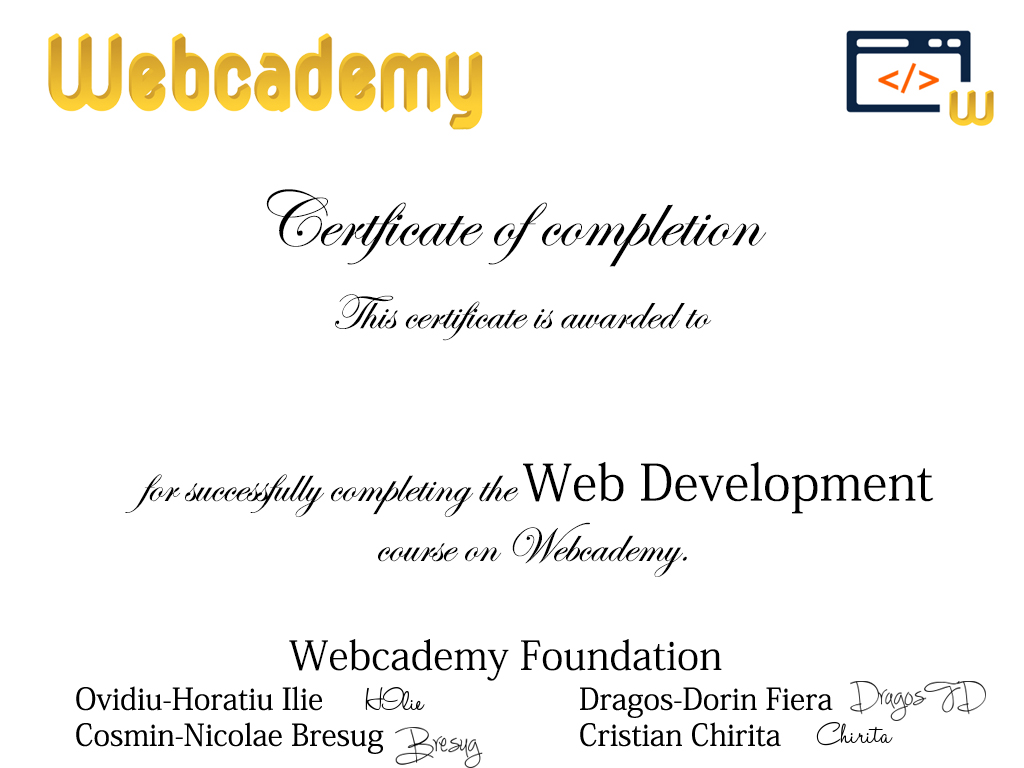 Webcademy
</>
W
Certficate of completion
This certificate is awarded to
for successfully completing the Web Development
course on Webcademy.
Webcademy Foundation
Ovidiu-Horatiu Ilie HIlie Dragos-Dorin Fiera DragosFD
Cosmin-Nicolae Bresug Bresug Cristian Chirita Chirita